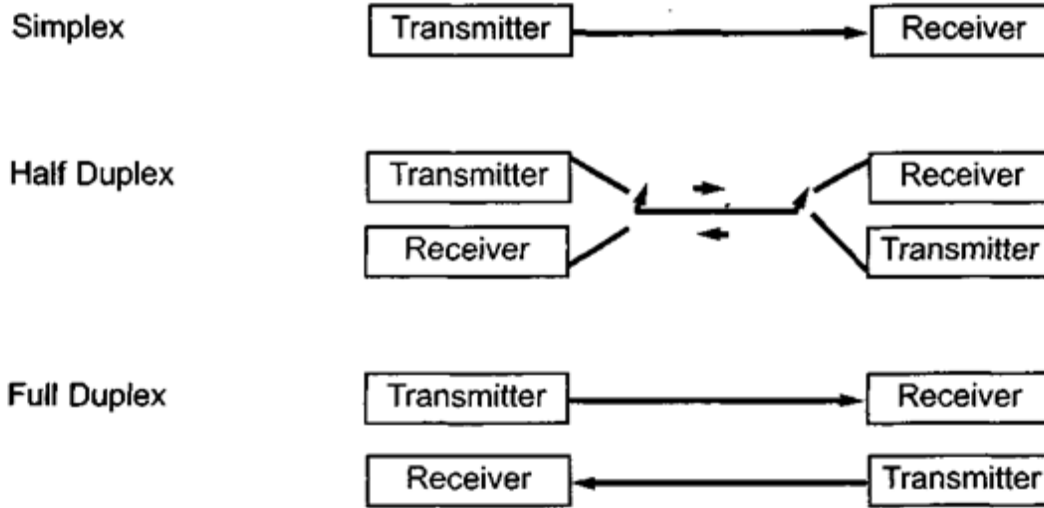 Simplex Transmitter Receiver
Half Duplex Transmitter Receiver
Receiver Transmitter
Full Duplex Transmitter Receiver
Receiver Transmitter